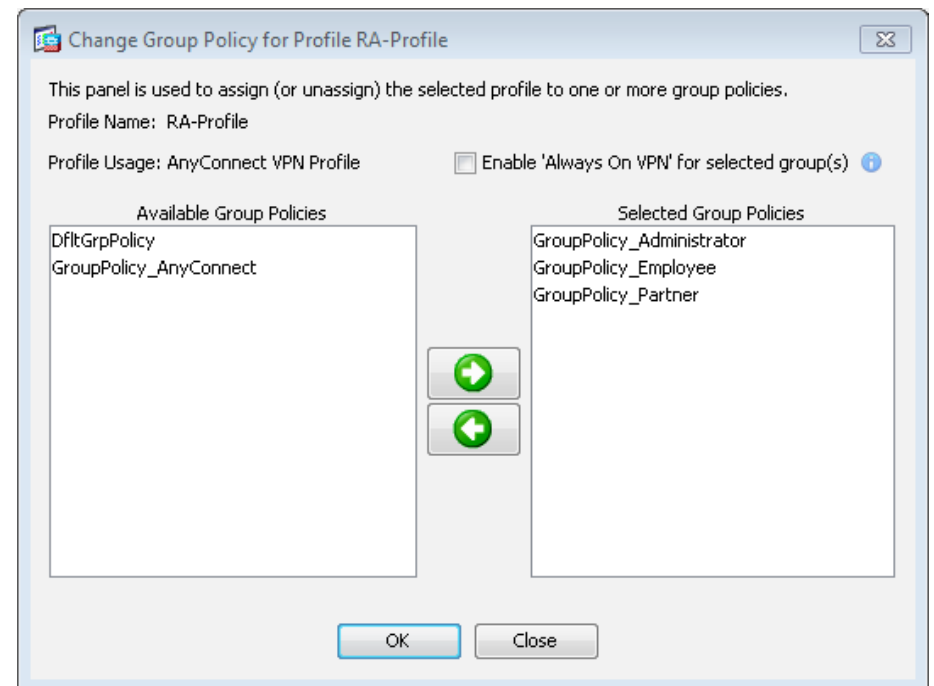 Change Group Policy for Profile RA-Profile
This panel is used to assign (or unassign) the selected profile to one or more group policies.
Profile Name: RA-Profile
Profile Usage: AnyConnect VPN Profile
Enable 'Always On VPN' for selected group(s)
Available Group Policies
DfltGrpPolicy
GroupPolicy_AnyConnect
Selected Group Policies
GroupPolicy_Administrator
GroupPolicy_Employee
GroupPolicy_Partner
OK
Close